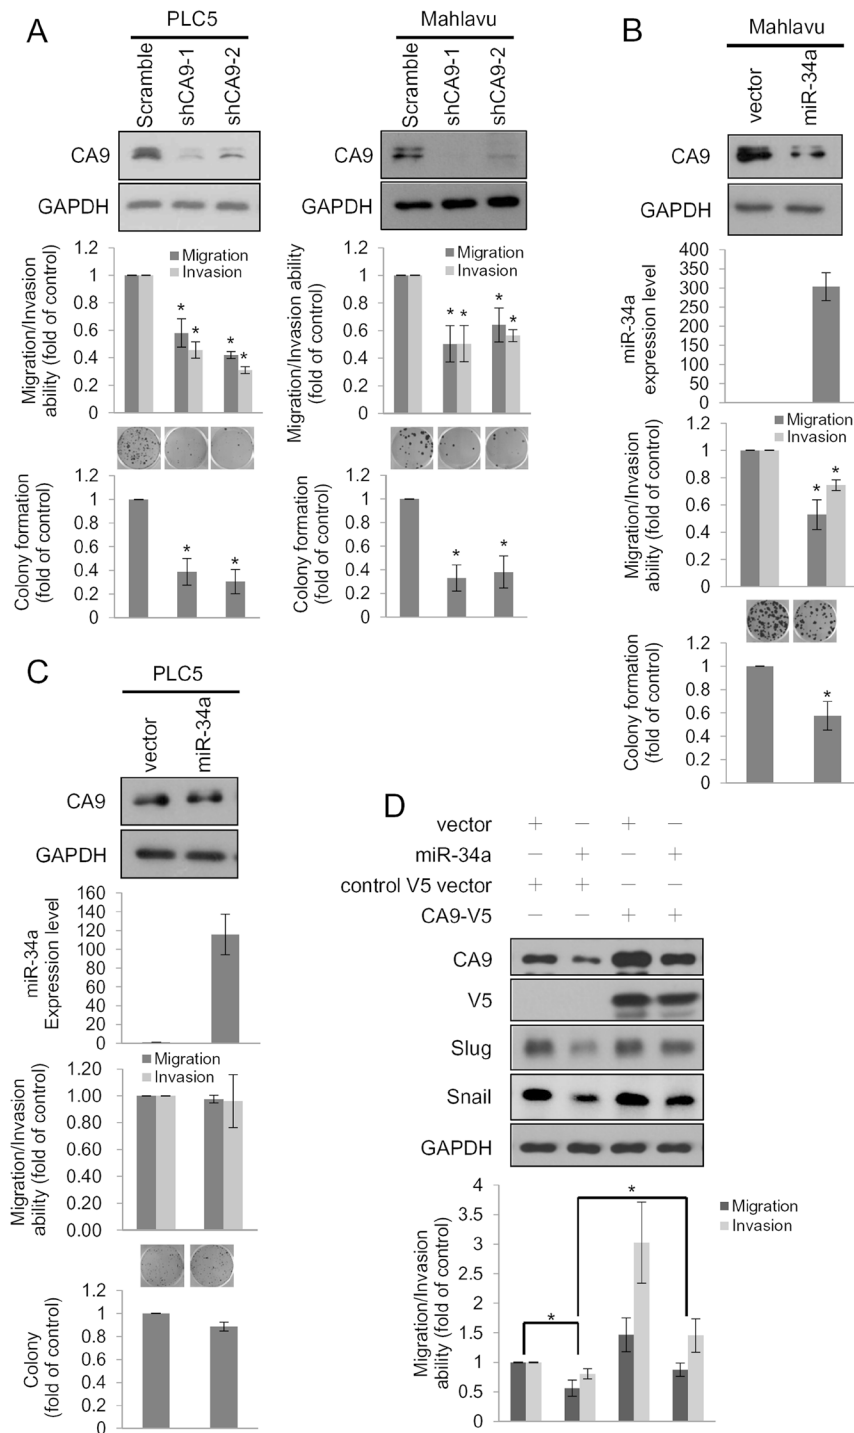 A
PLC5
Scramble
shCA9-1
shCA9-2
CA9
GAPDH
Migration/Invasion
ability (fold of control)
1.2
1
0.8
0.6
0.4
0.2
0
Migration
Invasion
* * * *
Colony formation
(fold of control)
1.2
1
0.8
0.6
0.4
0.2
0
* *
Mahlavu
Scramble
shCA9-1
shCA9-2
CA9
GAPDH
Migration/Invasion ability
(fold of control)
1.2
1
0.8
0.6
0.4
0.2
0
Migration
Invasion
* * * *
Colony formation
(fold of control)
1.2
1
0.8
0.6
0.4
0.2
0
* *
B
Mahlavu
vector
miR-34a
CA9
GAPDH
miR-34a
expression level
400
350
300
250
200
150
100
50
0
Migration/Invasion
ability (fold of control)
1.2
1
0.8
0.6
0.4
0.2
0
Migration
Invasion
* *
Colony formation
(fold of control)
1.2
1
0.8
0.6
0.4
0.2
0
*
C
PLC5
vector
miR-34a
CA9
GAPDH
miR-34a
Expression level
160
140
120
100
80
60
40
20
0
Migration/Invasion
ability (fold of control)
1.20
1.00
0.80
0.60
0.40
0.20
0.00
Migration
Invasion
Colony
(fold of control)
1.2
1
0.8
0.6
0.4
0.2
0
D
vector + − + −
miR-34a − + − +
control V5 vector + + − −
CA9-V5 − − + +
CA9
V5
Slug
Snail
GAPDH
Migration/Invasion
ability (fold of control)
4
3.5
3
2.5
2
1.5
1
0.5
0
Migration
Invasion
* *